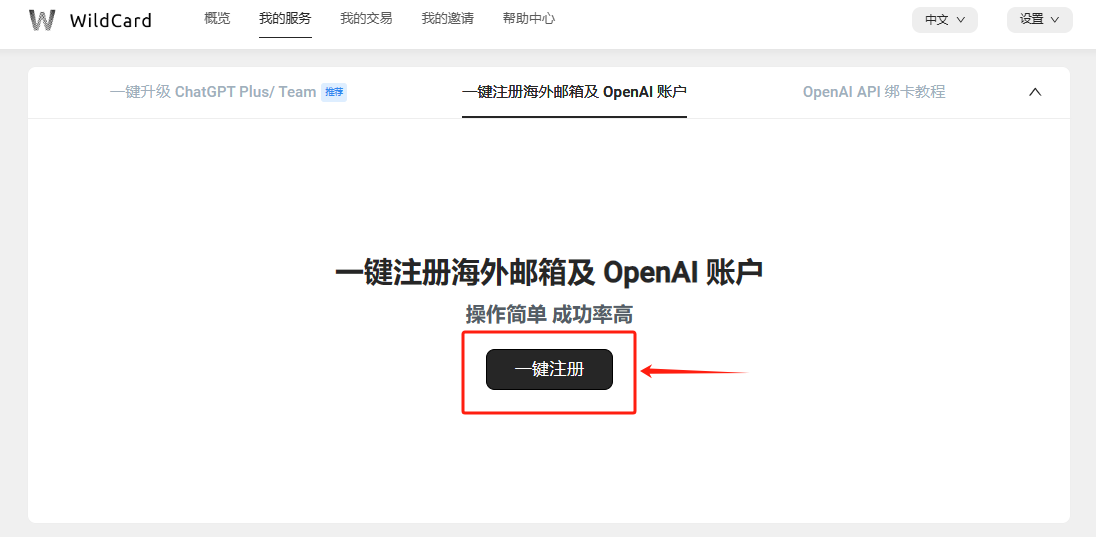 WildCard 概览 我的服务 我的交易 我的邀请 帮助中心 中文 设置
一键升级 ChatGPT Plus/ Team 推荐 一键注册海外邮箱及 OpenAI 账户 OpenAI API 绑卡教程
一键注册海外邮箱及 OpenAI 账户
操作简单 成功率高
一键注册